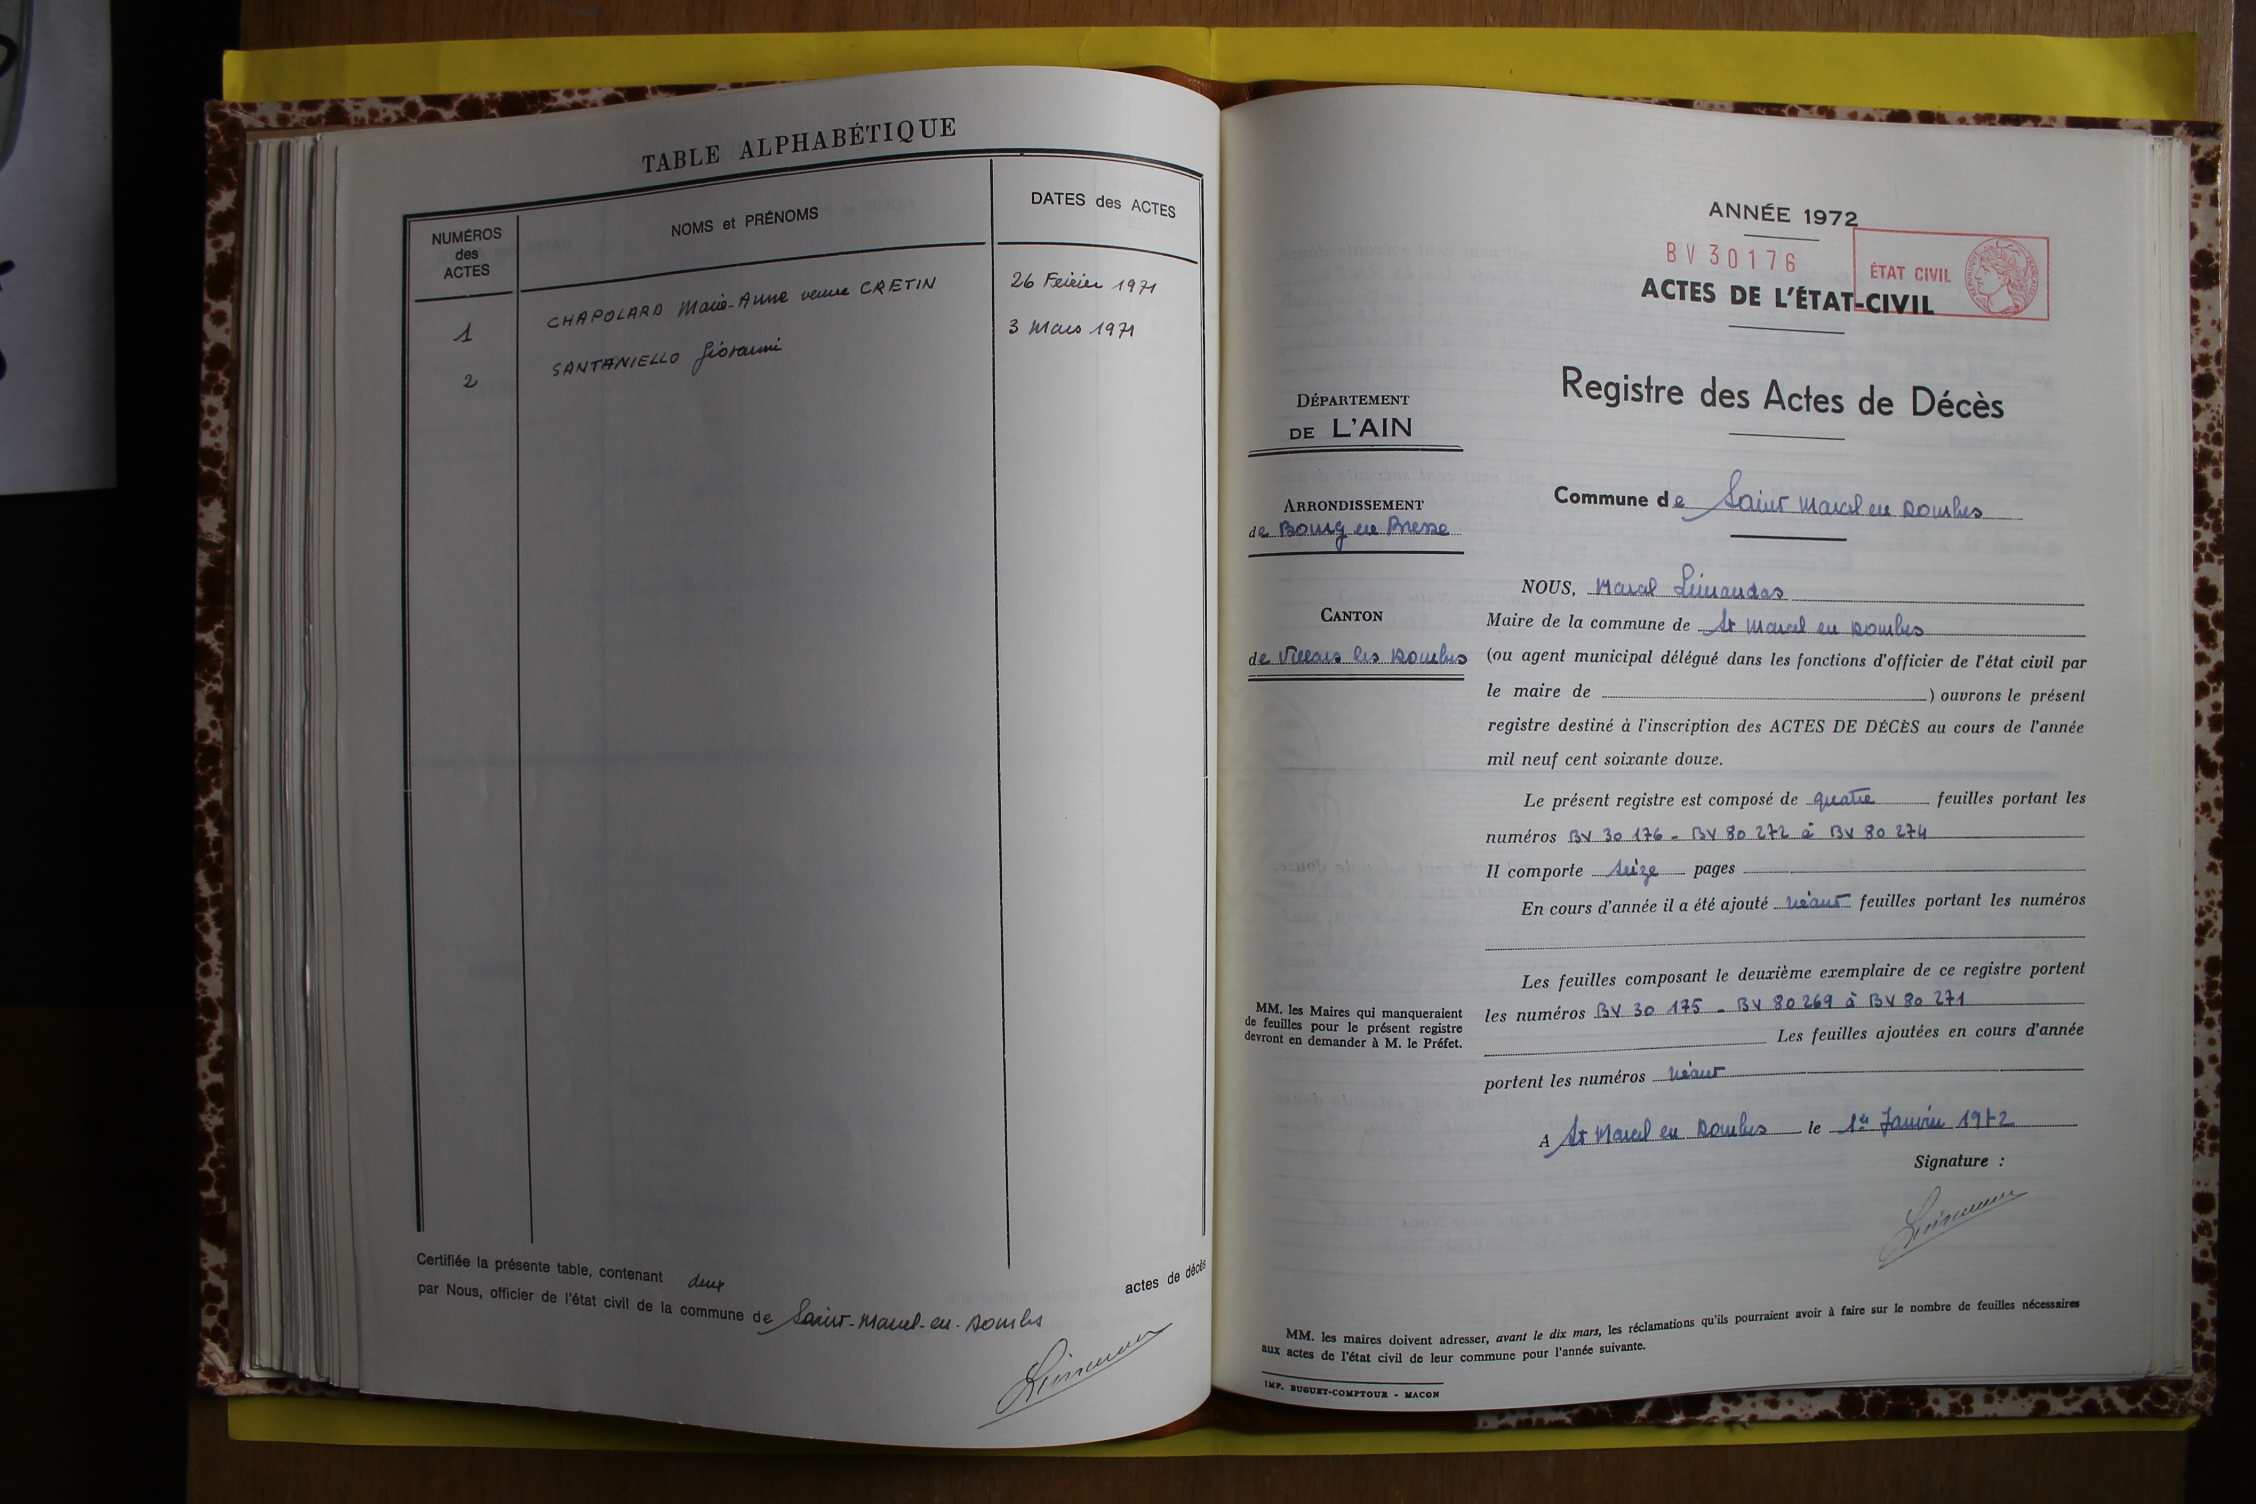 TABLE ALPHABÉTIQUE
NUMÉROS
des
ACTES
NOMS et PRÉNOMS
DATES des ACTES
1
CHAPOLARD Marie-Anne veuve CRETIN
26 Février 1971
2
SANTANIELLO Giovanni
3 Mars 1971
Certifiée la présente table, contenant deux actes de décès
par Nous, officier de l'état civil de la commune de Saint-Marcel-en-Dombes
ANNÉE 1972
BV 30176
ÉTAT CIVIL
ACTES DE L'ÉTAT-CIVIL
Registre des Actes de Décès
DÉPARTEMENT
DE L'AIN
ARRONDISSEMENT
de Bourg en Bresse
CANTON
de Villars les Dombes
Commune de Saint Marcel en Dombes
NOUS, Marcel
Maire de la commune de St Marcel en Dombes
(ou agent municipal délégué dans les fonctions d'officier de l'état civil par
le maire de ) ouvrons le présent
registre destiné à l'inscription des ACTES DE DÉCÈS au cours de l'année
mil neuf cent soixante douze.
Le présent registre est composé de quatre feuilles portant les
numéros BV 30 176 - BV 80 272 à BV 80 274
Il comporte seize pages
En cours d'année il a été ajouté néant feuilles portant les numéros
Les feuilles composant le deuxième exemplaire de ce registre portent
les numéros BV 30 175 - BV 80 269 à BV 80 271
Les feuilles ajoutées en cours d'année
portent les numéros néant
A St Marcel en Dombes le 1er Janvier 1972
Signature :
MM. les Maires qui manqueraient
de feuilles pour le présent registre
devront en demander à M. le Préfet.
MM. les maires doivent adresser, avant le dix mars, les réclamations qu'ils pourraient avoir à faire sur le nombre de feuilles nécessaires
aux actes de l'état civil de leur commune pour l'année suivante.
IMP. BUGUET-COMPTOUR - MACON